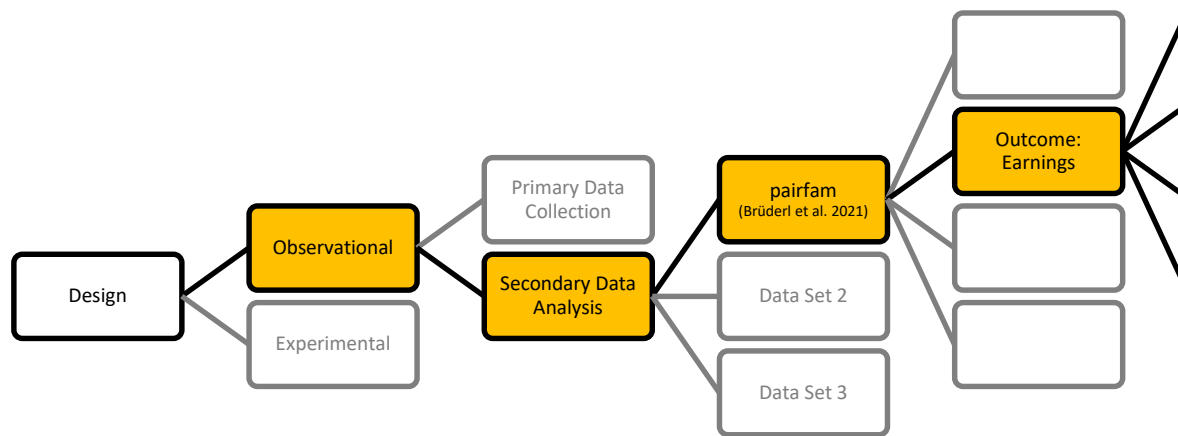 Design
Observational
Experimental
Primary Data
Collection
Secondary Data
Analysis
pairfam
(Brüderl et al. 2021)
Data Set 2
Data Set 3
Outcome:
Earnings